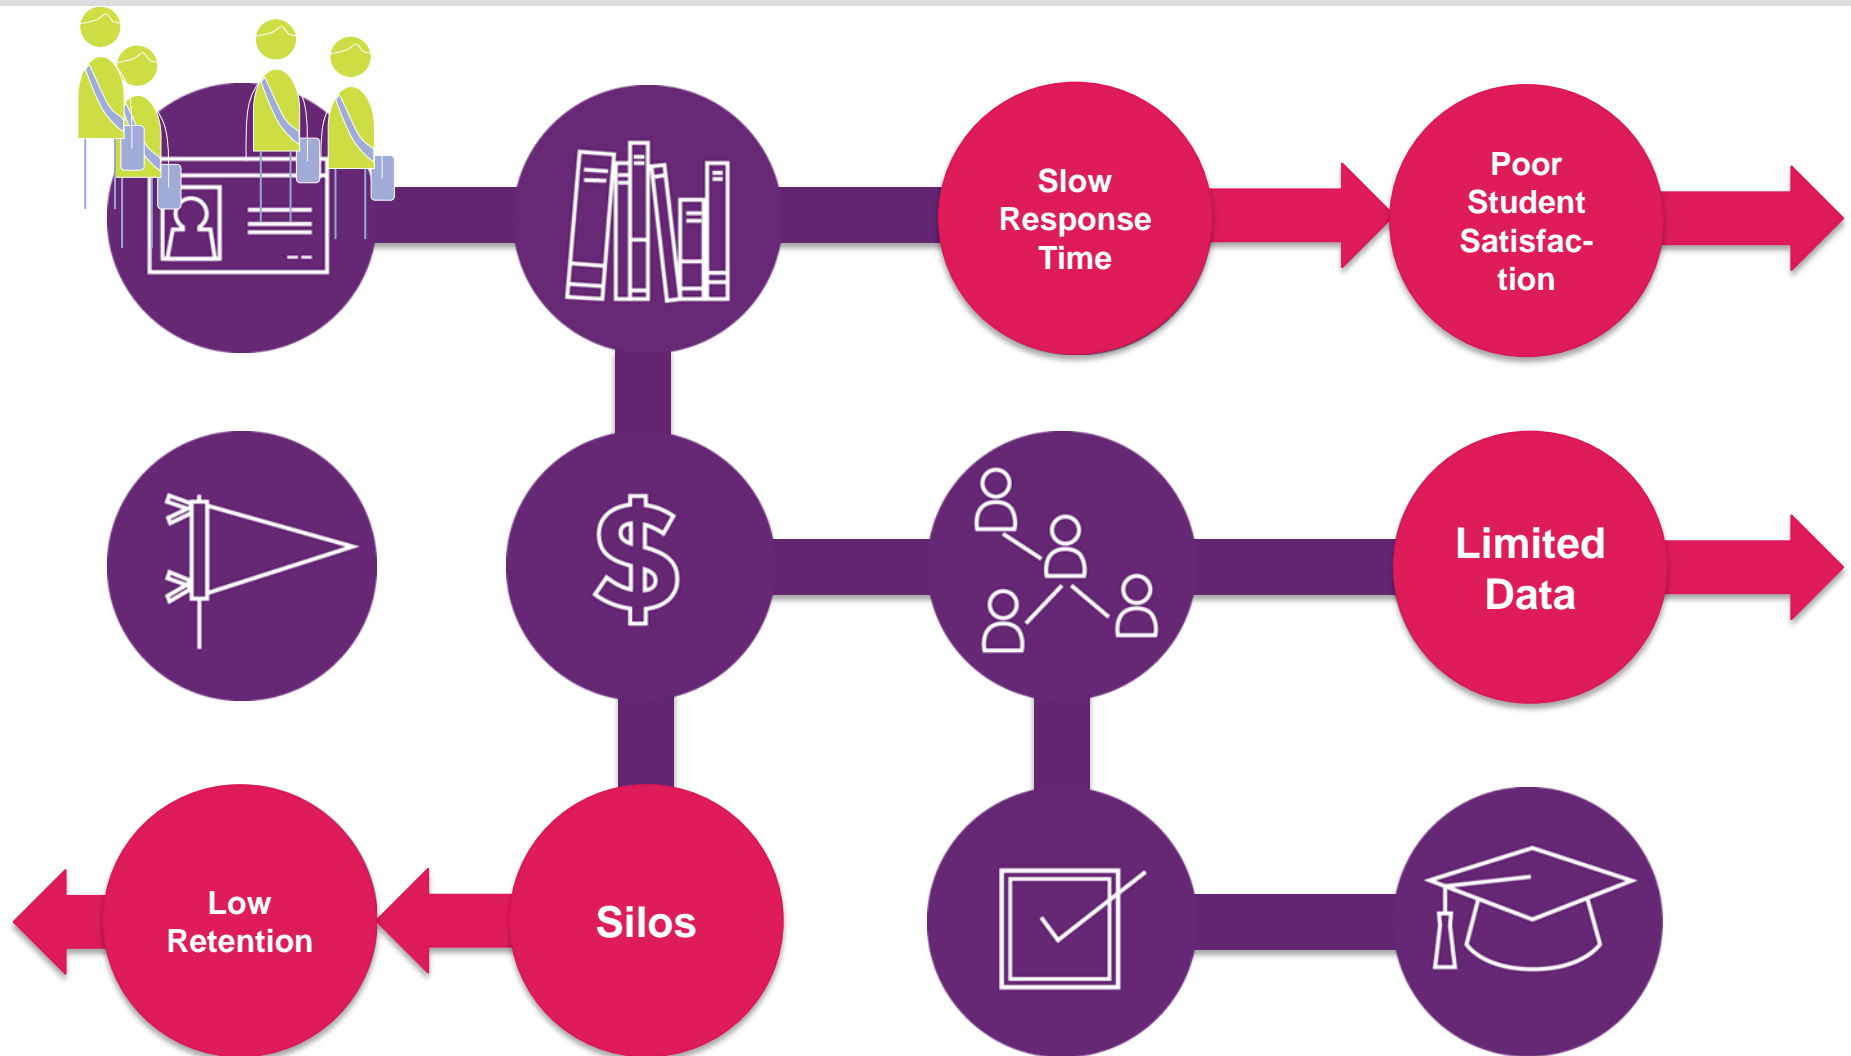 Slow
Response
Time
Poor
Student
Satisfac-
tion
$
Limited
Data
Low
Retention
Silos